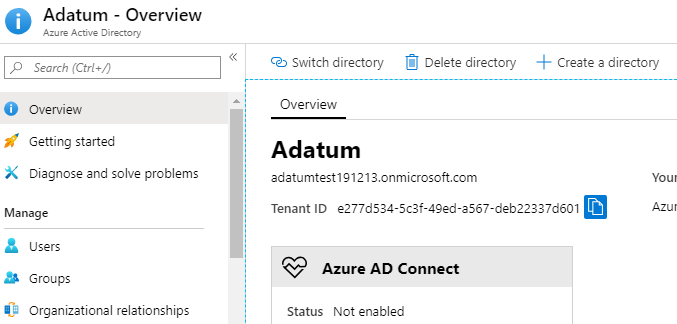 Adatum - Overview
Azure Active Directory
Search (Ctrl+/)
Overview
Getting started
Diagnose and solve problems
Manage
Users
Groups
Organizational relationships
Switch directory
Delete directory
Create a directory
Overview
Adatum
adatumtest191213.onmicrosoft.com
Your
Tenant ID e277d534-5c3f-49ed-a567-deb22337d601
Azur
Azure AD Connect
Status Not enabled